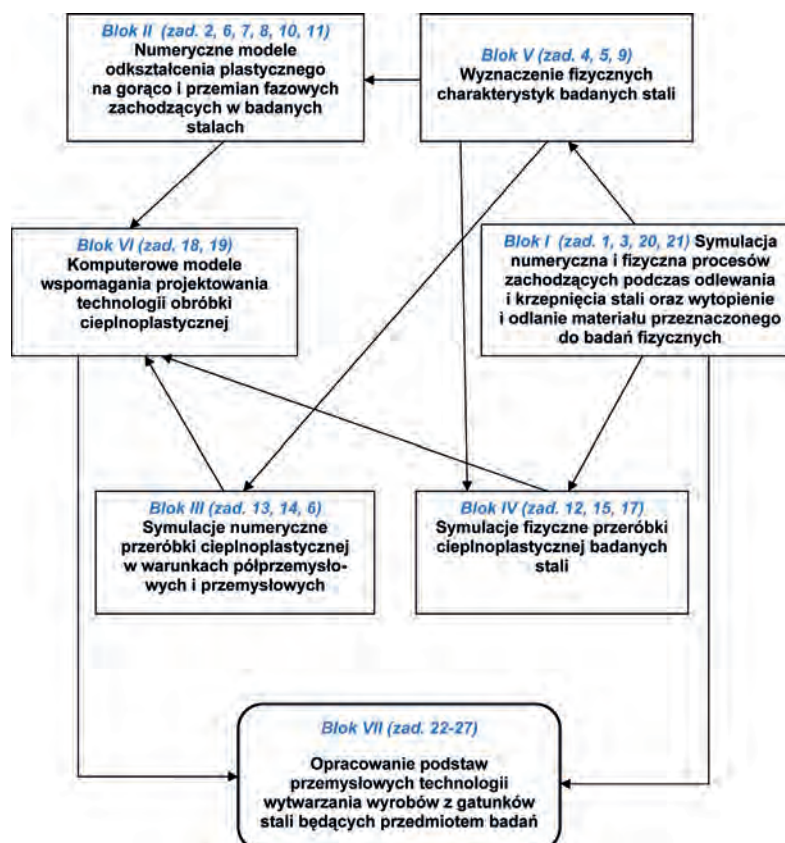 Blok II (zad. 2, 6, 7, 8, 10, 11)
Numeryczne modele
odkształcenia plastycznego
na gorąco i przemian fazowych
zachodzących w badanych
stalach
Blok V (zad. 4, 5, 9)
Wyznaczenie fizycznych
charakterystyk badanych stali
Blok VI (zad. 18, 19)
Komputerowe modele
wspomagania projektowania
technologii obróbki
cieplnoplastycznej
Blok I (zad. 1, 3, 20, 21) Symulacja
numeryczna i fizyczna procesów
zachodzących podczas odlewania
i krzepnięcia stali oraz wytopienie
i odlanie materiału przeznaczonego
do badań fizycznych
Blok III (zad. 13, 14, 6)
Symulacje numeryczne
przeróbki cieplnoplastycznej
w warunkach półprzemysło-
wych i przemysłowych
Blok IV (zad. 12, 15, 17)
Symulacje fizyczne przeróbki
cieplnoplastycznej badanych
stali
Blok VII (zad. 22-27)
Opracowanie podstaw
przemysłowych technologii
wytwarzania wyrobów z gatunków
stali będących przedmiotem badań